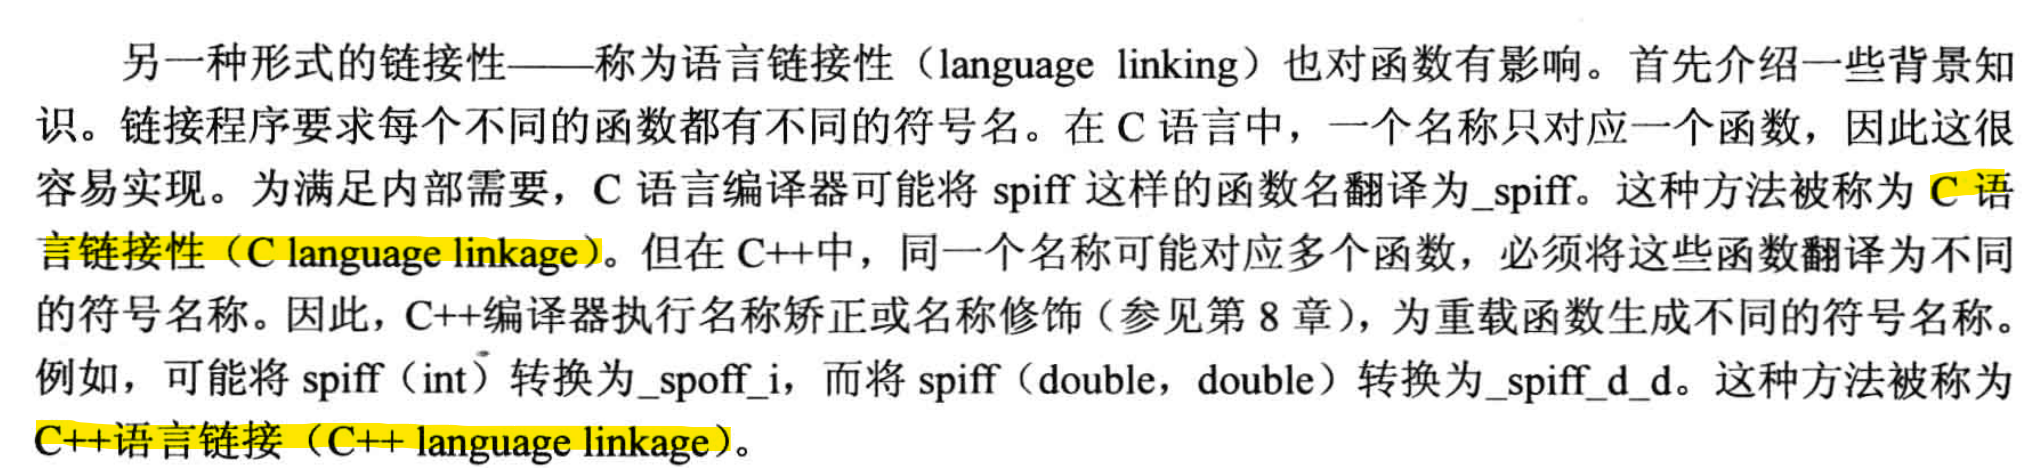 另一种形式的链接性——称为语言链接性（language linking）也对函数有影响。首先介绍一些背景知
识。链接程序要求每个不同的函数都有不同的符号名。在 C 语言中，一个名称只对应一个函数，因此这很
容易实现。为满足内部需要，C 语言编译器可能将 spiff 这样的函数名翻译为_spiff。这种方法被称为 C 语
言链接性（C language linkage）。但在 C++中，同一个名称可能对应多个函数，必须将这些函数翻译为不同
的符号名称。因此，C++编译器执行名称矫正或名称修饰（参见第 8 章），为重载函数生成不同的符号名称。
例如，可能将 spiff（int）转换为_spoff_i，而将 spiff（double，double）转换为_spiff_d_d。这种方法被称为
C++语言链接（C++ language linkage）。